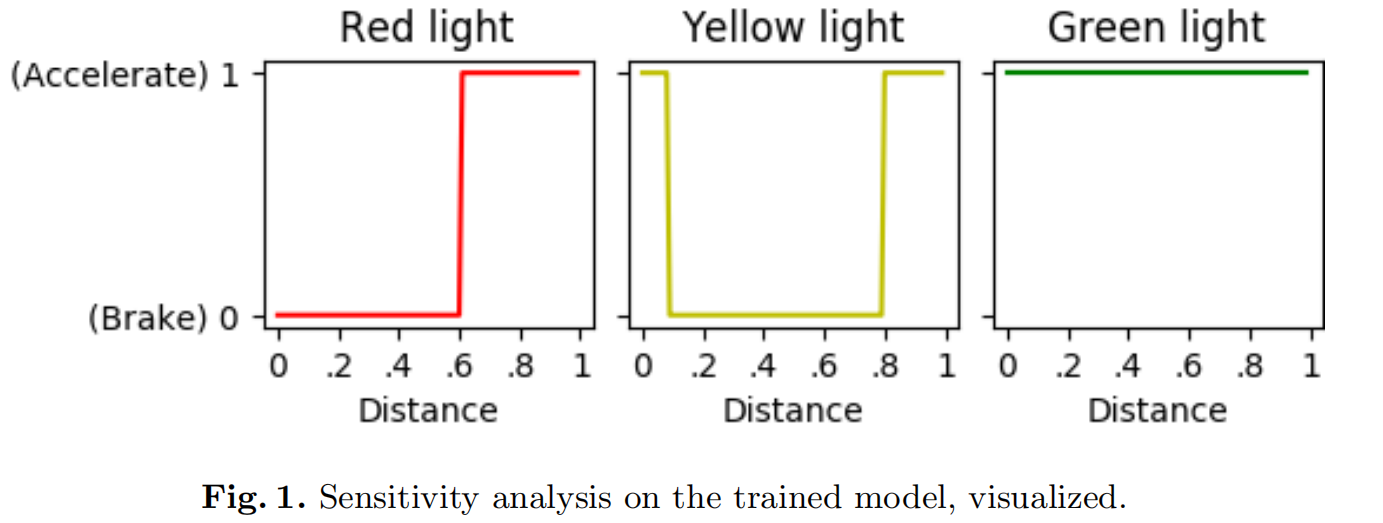 Red light Yellow light Green light
(Accelerate) 1
(Brake) 0
0 .2 .4 .6 .8 1 0 .2 .4 .6 .8 1 0 .2 .4 .6 .8 1
Distance Distance Distance
Fig. 1. Sensitivity analysis on the trained model, visualized.